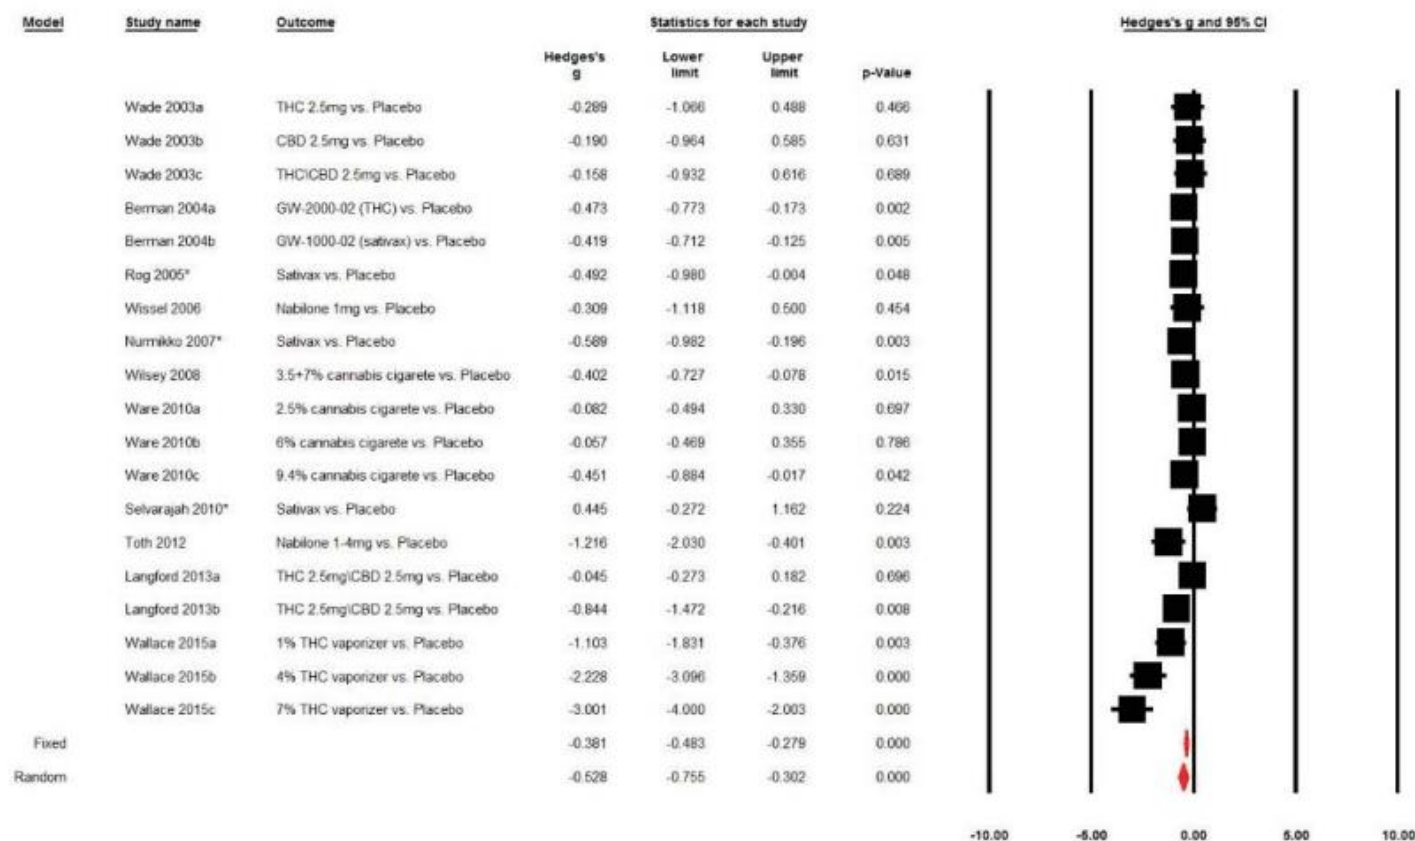 Model Study name Outcome Statistics for each study Hedges's g and 95% CI
Hedges's g Lower limit Upper limit p-Value
Wade 2003a THC 2.5mg vs. Placebo -0.289 -1.066 0.488 0.466
Wade 2003b CBD 2.5mg vs. Placebo -0.190 -0.964 0.585 0.631
Wade 2003c THC\CBD 2.5mg vs. Placebo -0.158 -0.932 0.616 0.689
Berman 2004a GW-2000-02 (THC) vs. Placebo -0.473 -0.773 -0.173 0.002
Berman 2004b GW-1000-02 (sativax) vs. Placebo -0.419 -0.712 -0.125 0.005
Rog 2005* Sativax vs. Placebo -0.492 -0.980 -0.004 0.048
Wissel 2006 Nabilone 1mg vs. Placebo -0.309 -1.118 0.500 0.454
Nurmikko 2007* Sativax vs. Placebo -0.589 -0.982 -0.196 0.003
Wilsey 2008 3.5+7% cannabis cigarete vs. Placebo -0.402 -0.727 -0.078 0.015
Ware 2010a 2.5% cannabis cigarete vs. Placebo -0.082 -0.494 0.330 0.697
Ware 2010b 6% cannabis cigarete vs. Placebo -0.057 -0.469 0.355 0.786
Ware 2010c 9.4% cannabis cigarete vs. Placebo -0.451 -0.884 -0.017 0.042
Selvarajah 2010* Sativax vs. Placebo 0.445 -0.272 1.162 0.224
Toth 2012 Nabilone 1-4mg vs. Placebo -1.216 -2.030 -0.401 0.003
Langford 2013a THC 2.5mg\CBD 2.5mg vs. Placebo -0.045 -0.273 0.182 0.696
Langford 2013b THC 2.5mg\CBD 2.5mg vs. Placebo -0.844 -1.472 -0.216 0.008
Wallace 2015a 1% THC vaporizer vs. Placebo -1.103 -1.831 -0.376 0.003
Wallace 2015b 4% THC vaporizer vs. Placebo -2.228 -3.096 -1.359 0.000
Wallace 2015c 7% THC vaporizer vs. Placebo -3.001 -4.000 -2.003 0.000
Fixed -0.381 -0.483 -0.279 0.000
Random -0.528 -0.755 -0.302 0.000
-10.00 -5.00 0.00 5.00 10.00